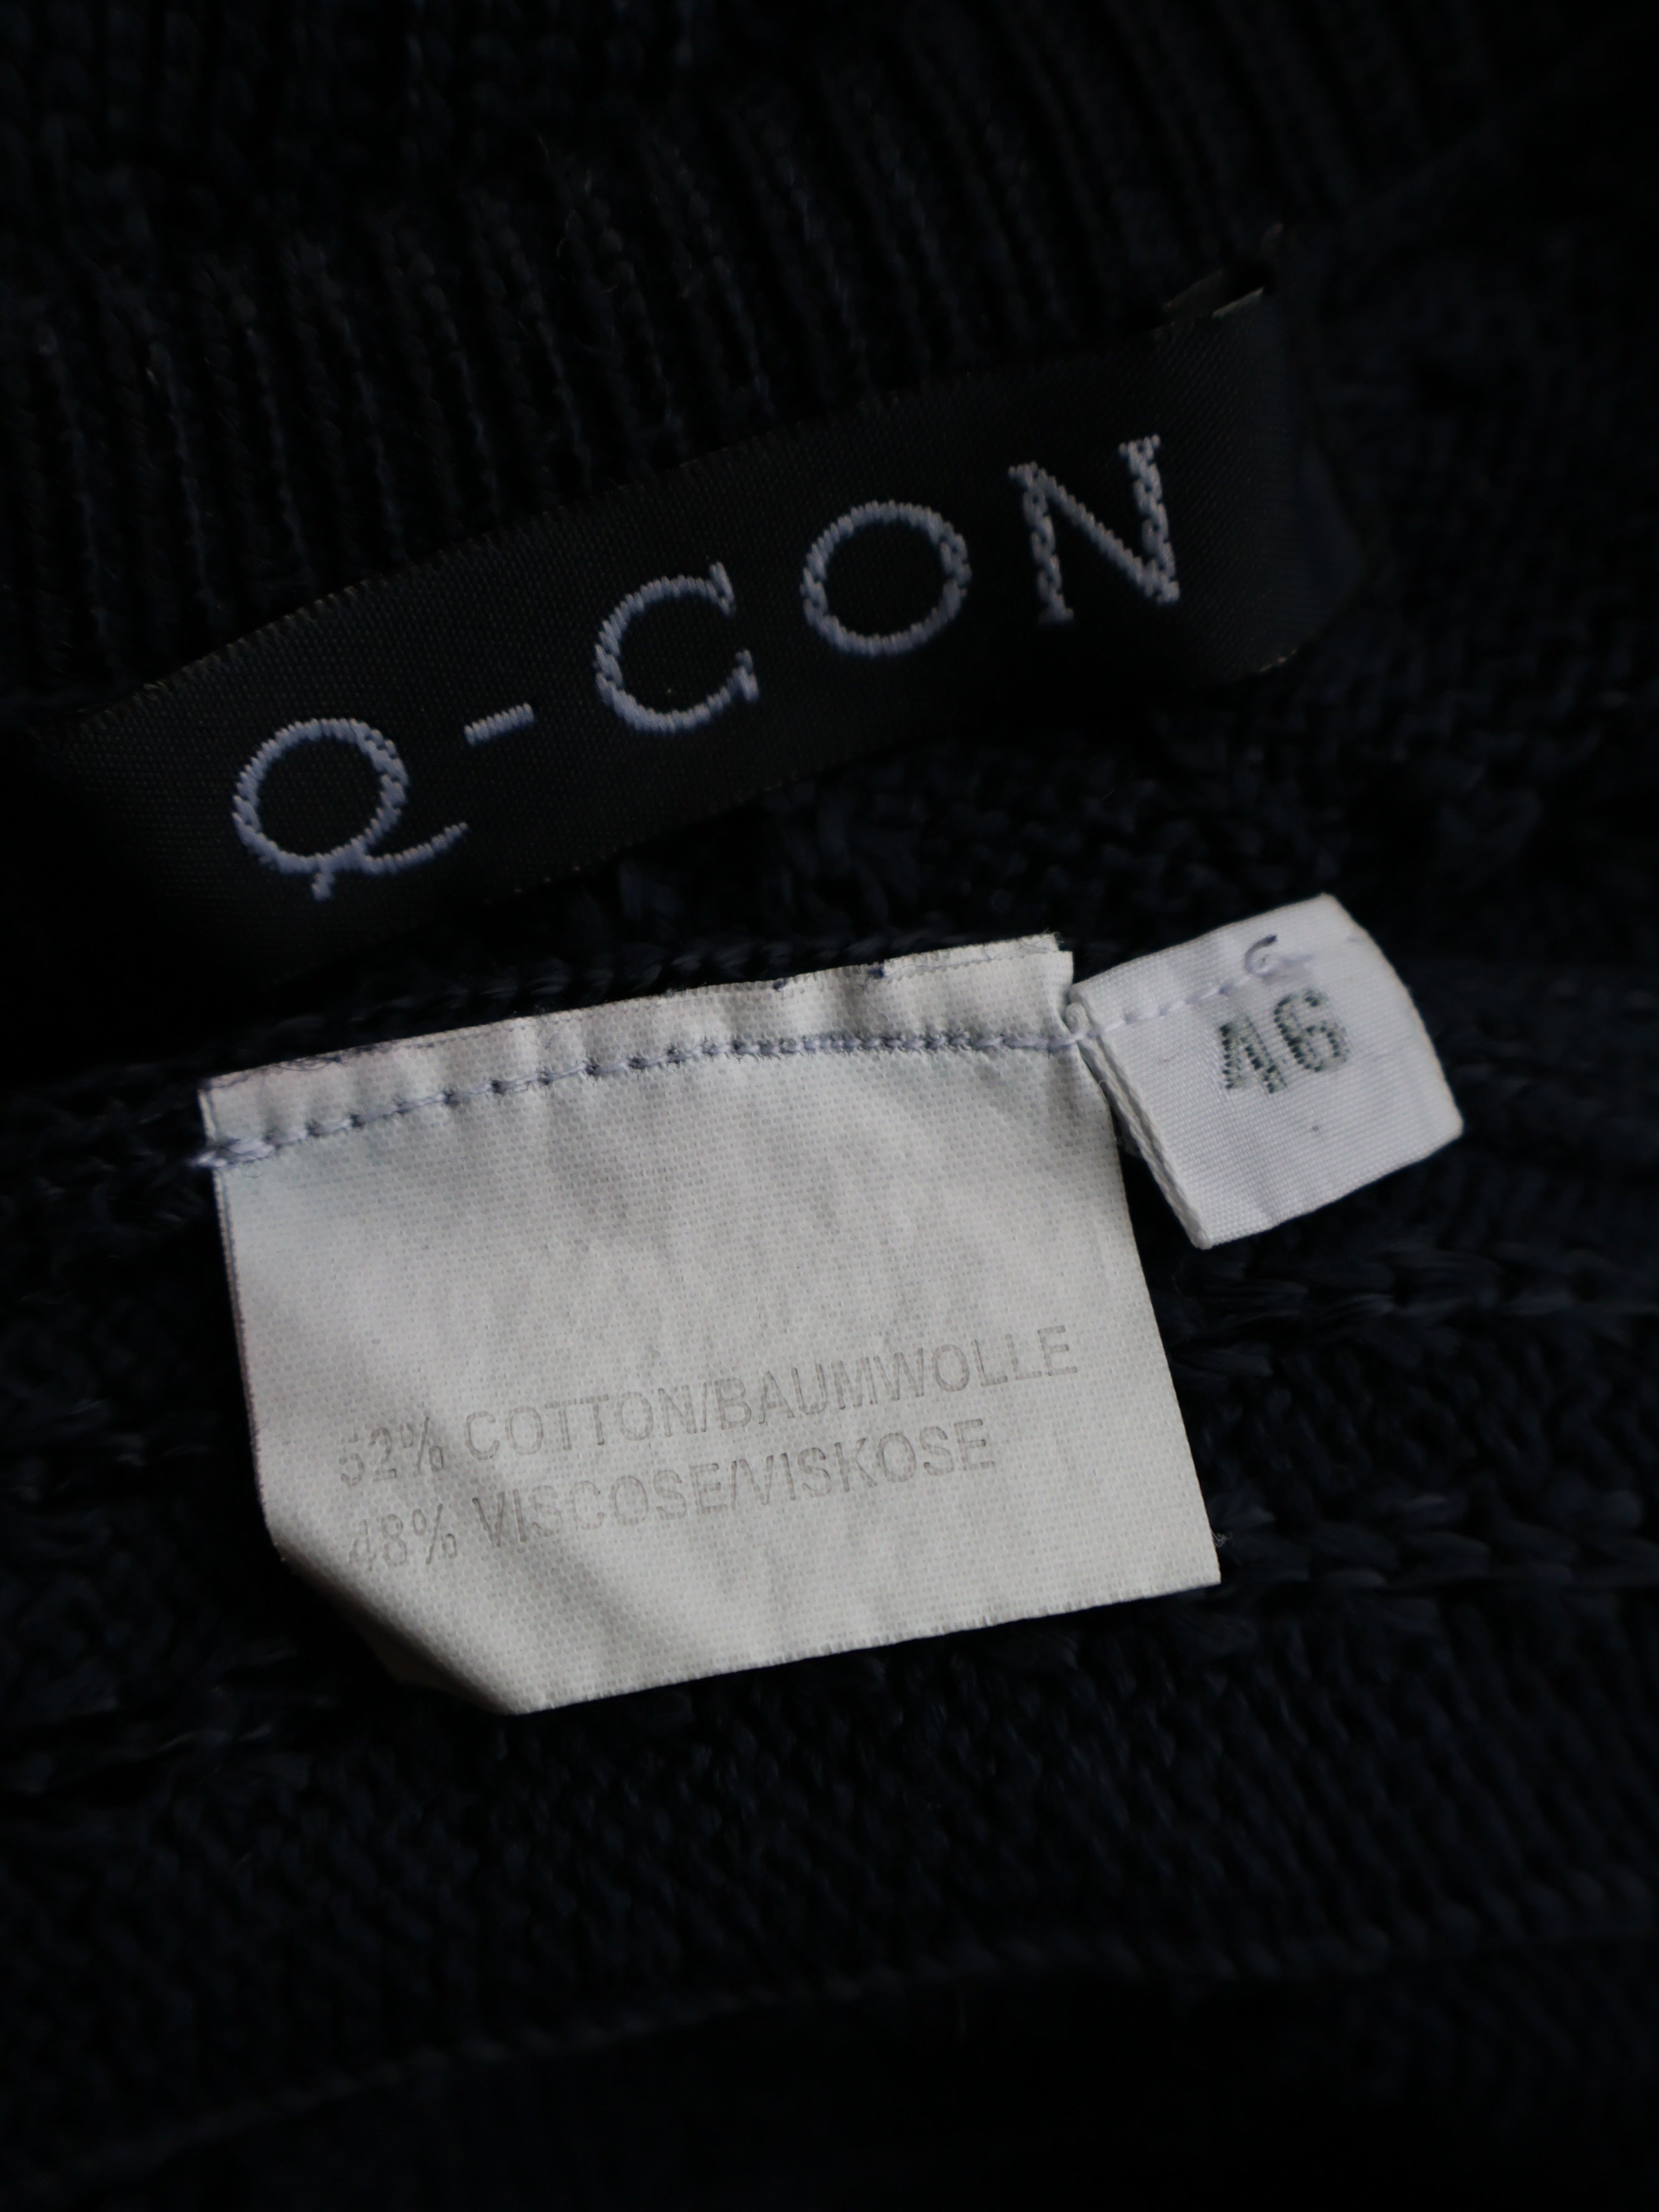 Q-CON
46
52% COTTON/BAUMWOLLE
48% VISCOSE/VISKOSE